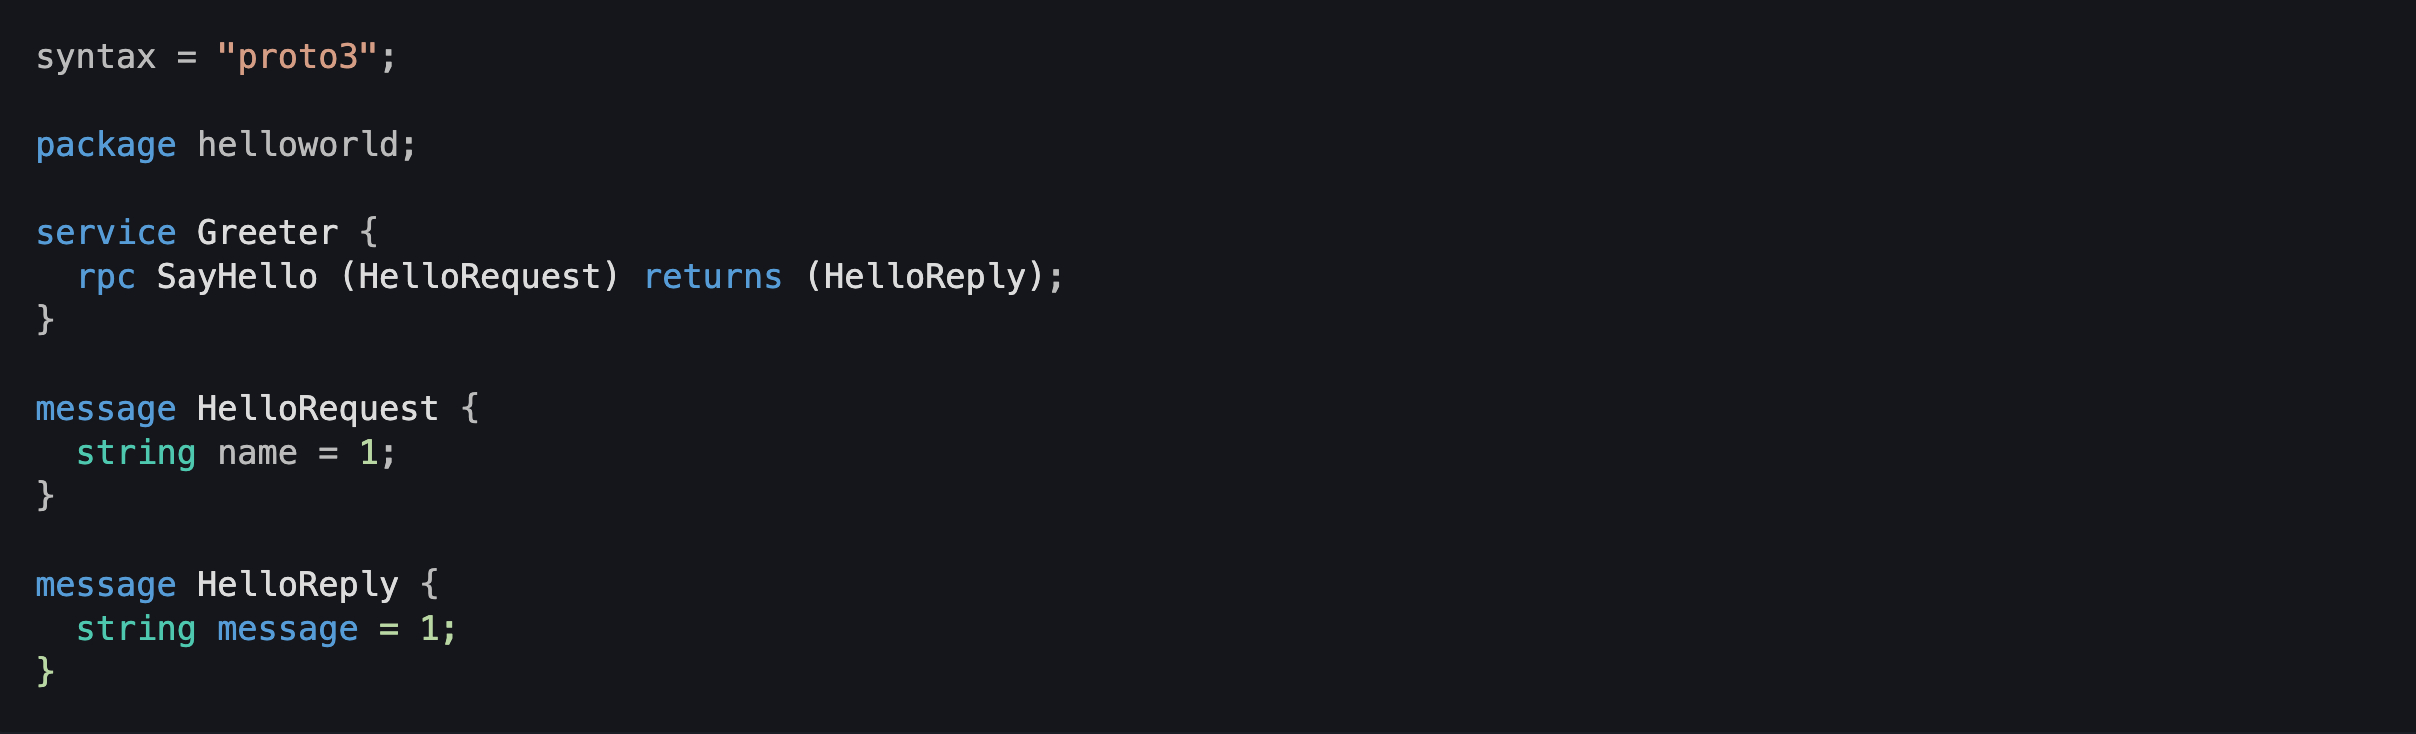 syntax = "proto3";

package helloworld;

service Greeter {
  rpc SayHello (HelloRequest) returns (HelloReply);
}

message HelloRequest {
  string name = 1;
}

message HelloReply {
  string message = 1;
}